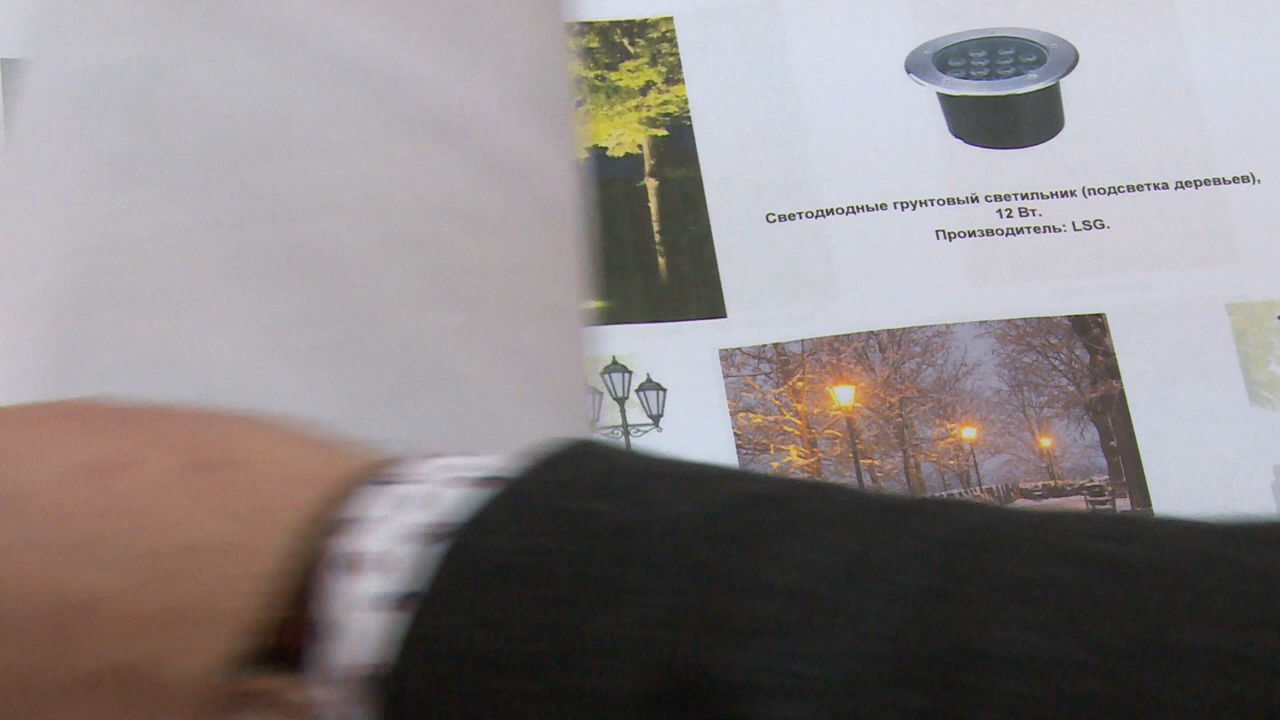 Светодиодные грунтовый светильник (подсветка деревьев),
12 Вт.
Производитель: LSG.